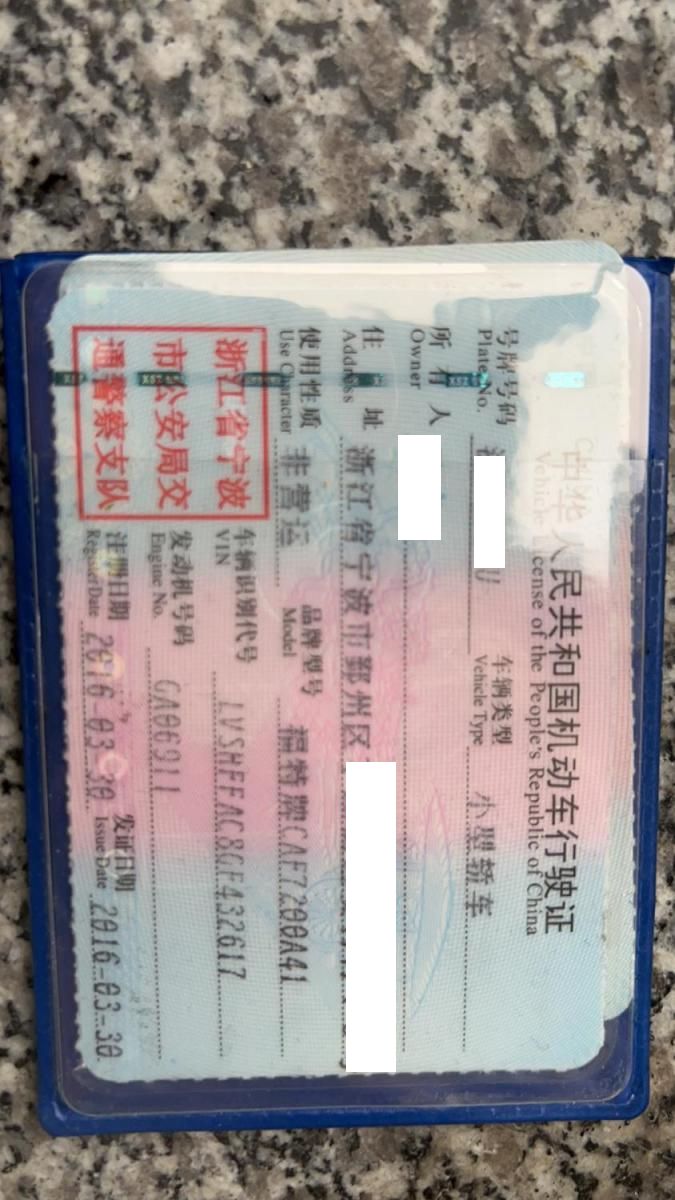 中华人民共和国机动车行驶证
Vehicle License of the People's Republic of China
号牌号码 车辆类型 小型轿车
Plate No. U Vehicle Type
所有人
Owner
住址 浙江省宁波市鄞州区
Address
使用性质 非营运 品牌型号 福特牌CAF7200A41
Use Character Model
浙江省宁波
市公安局交
通警察支队
车辆识别代号 LVSHFFAC8GF432617
VIN
发动机号码 GA06911
Engine No.
注册日期 2016-03-30 发证日期 2016-03-30
Register Date Issue Date